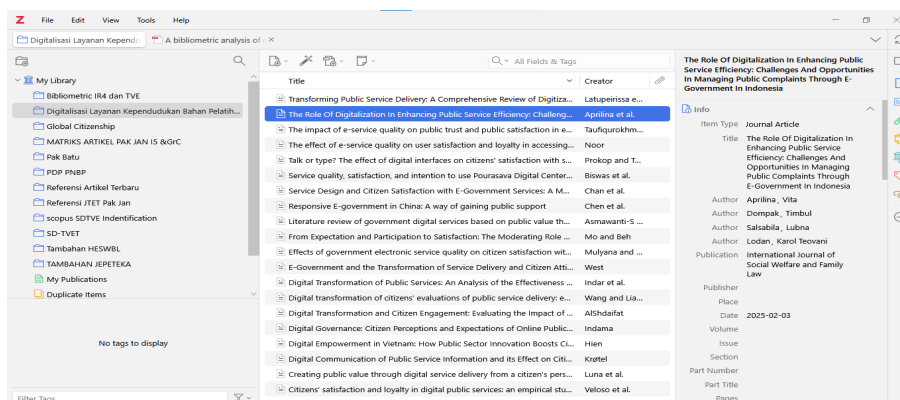 Z File Edit View Tools Help
Digitalisasi Layanan Kependu
A bibliometric analysis of
All Fields & Tags
My Library
Bibliometric IR4 dan TVE
Digitalisasi Layanan Kependudukan Bahan Pelatih...
Global Citizenship
MATRIKS ARTIKEL PAK JAN I5 &GrC
Pak Batu
PDP PNBP
Referensi Artikel Terbaru
Referensi JTET Pak Jan
scopus SDTVE Indentification
SD-TVET
Tambahan HESWBL
TAMBAHAN JEPETEKA
My Publications
Duplicate Items
No tags to display
Filter Tags
Title Creator
Transforming Public Service Delivery: A Comprehensive Review of Digitiza... Latupeirissa e...
The Role Of Digitalization In Enhancing Public Service Efficiency: Challeng... Aprilina et al.
The impact of e-service quality on public trust and public satisfaction in e... Taufiqurokhm...
The effect of e-service quality on user satisfaction and loyalty in accessing... Noor
Talk or type? The effect of digital interfaces on citizens' satisfaction with s... Prokop and T...
Service quality, satisfaction, and intention to use Pourasava Digital Center... Biswas et al.
Service Design and Citizen Satisfaction with E-Government Services: A M... Chan et al.
Responsive E-government in China: A way of gaining public support Chen et al.
Literature review of government digital services based on public value th... Asmawanti-S ...
From Expectation and Participation to Satisfaction: The Moderating Role ... Mo and Beh
Effects of government electronic service quality on citizen satisfaction wit... Mulyana and ...
E-Government and the Transformation of Service Delivery and Citizen Atti... West
Digital Transformation of Public Services: An Analysis of the Effectiveness ... Indar et al.
Digital transformation of citizens' evaluations of public service delivery: e... Wang and Lia...
Digital Transformation and Citizen Engagement: Evaluating the Impact of ... AlShdaifat
Digital Governance: Citizen Perceptions and Expectations of Online Public... Indama
Digital Empowerment in Vietnam: How Public Sector Innovation Boosts Ci... Hien
Digital Communication of Public Service Information and its Effect on Citi... Krøtel
Creating public value through digital service delivery from a citizen's pers... Luna et al.
Citizens' satisfaction and loyalty in digital public services: an empirical stu... Veloso et al.
The Role Of Digitalization In Enhancing Public
Service Efficiency: Challenges And Opportunities
In Managing Public Complaints Through E-
Government In Indonesia
Info
Item Type Journal Article
Title The Role Of Digitalization In
Enhancing Public
Service Efficiency:
Challenges And
Opportunities In
Managing Public
Complaints Through
E-Government In Indonesia
Author Aprilina, Vita
Author Dompak, Timbul
Author Salsabila, Lubna
Author Lodan, Karol Teovani
Publication International Journal of
Social Welfare and Family
Law
Publisher
Place
Date 2025-02-03
Volume
Issue
Section
Part Number
Part Title
Pages